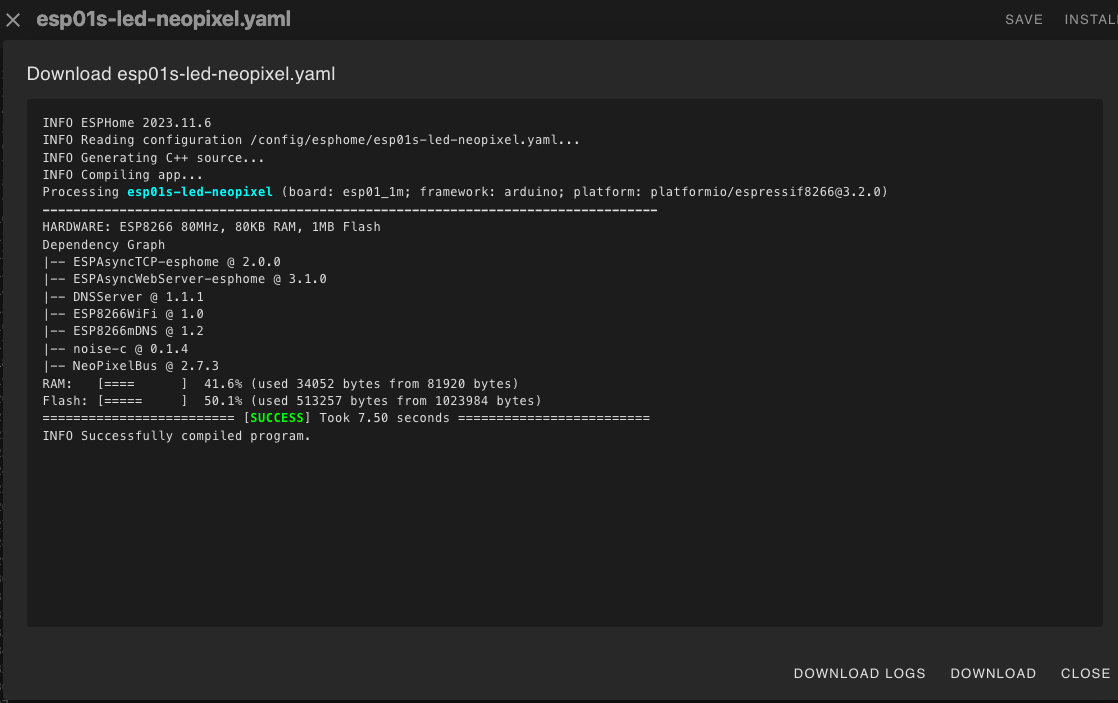 esp01s-led-neopixel.yaml
SAVE
INSTAL
Download esp01s-led-neopixel.yaml
INFO ESPHome 2023.11.6
INFO Reading configuration /config/esphome/esp01s-led-neopixel.yaml...
INFO Generating C++ source...
INFO Compiling app...
Processing esp01s-led-neopixel (board: esp01_1m; framework: arduino; platform: platformio/espressif8266@3.2.0)
--------------------------------------------------------------------------------
HARDWARE: ESP8266 80MHz, 80KB RAM, 1MB Flash
Dependency Graph
|-- ESPAsyncTCP-esphome @ 2.0.0
|-- ESPAsyncWebServer-esphome @ 3.1.0
|-- DNSServer @ 1.1.1
|-- ESP8266WiFi @ 1.0
|-- ESP8266mDNS @ 1.2
|-- noise-c @ 0.1.4
|-- NeoPixelBus @ 2.7.3
RAM:   [====      ]  41.6% (used 34052 bytes from 81920 bytes)
Flash: [=====     ]  50.1% (used 513257 bytes from 1023984 bytes)
========================= [SUCCESS] Took 7.50 seconds =========================
INFO Successfully compiled program.
DOWNLOAD LOGS
DOWNLOAD
CLOSE